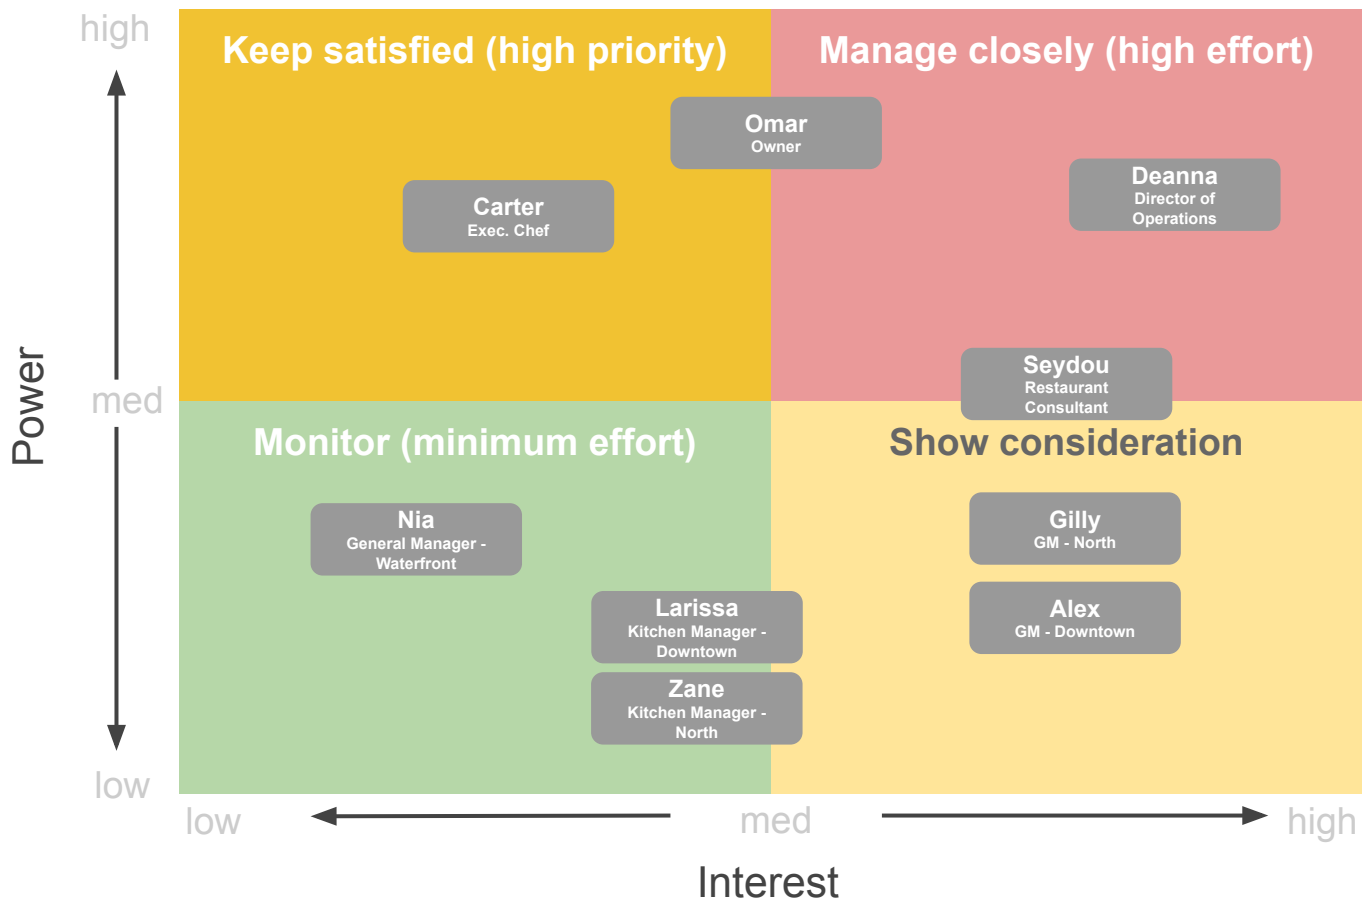 high
Keep satisfied (high priority)
Manage closely (high effort)
Omar
Owner
Deanna
Director of
Operations
Carter
Exec. Chef
Power
med
Seydou
Restaurant
Consultant
Monitor (minimum effort)
Show consideration
Nia
General Manager -
Waterfront
Gilly
GM - North
Larissa
Kitchen Manager -
Downtown
Alex
GM - Downtown
Zane
Kitchen Manager -
North
low
low
med
high
Interest